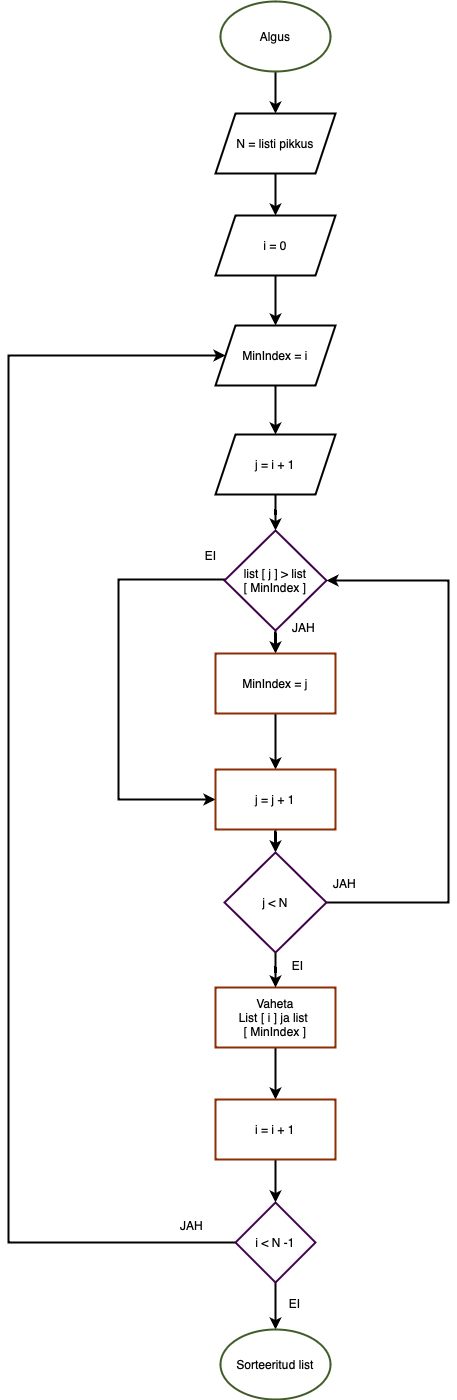 Algus
N = listi pikkus
i = 0
MinIndex = i
j = i + 1
EI
list [ j ] > list
[ MinIndex ]
JAH
MinIndex = j
j = j + 1
JAH
j < N
EI
Vaheta
List [ i ] ja list
[ MinIndex ]
i = i + 1
JAH
i < N -1
EI
Sorteeritud list